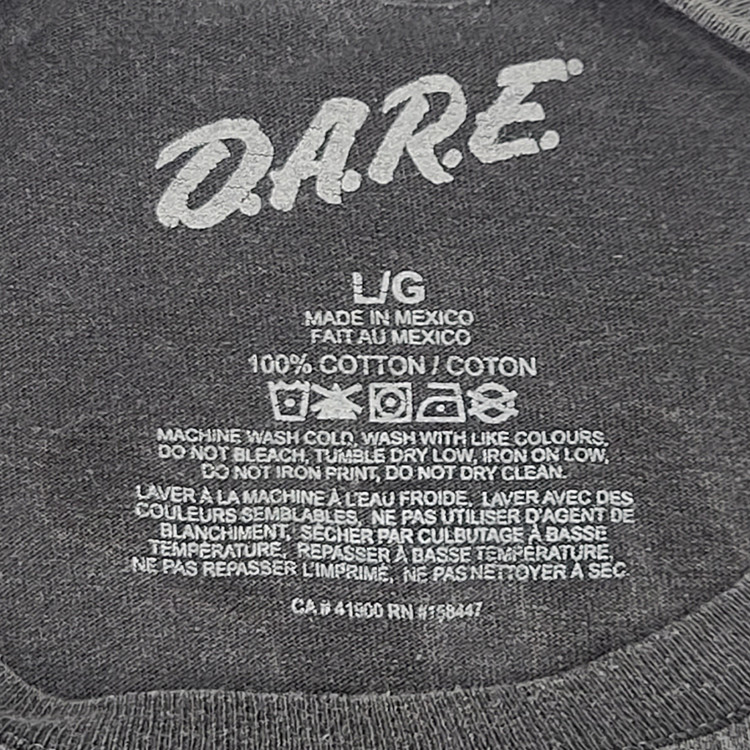 D.A.R.E.
L/G
MADE IN MEXICO
FAIT AU MEXICO
100% COTTON / COTON
MACHINE WASH COLD, WASH WITH LIKE COLOURS,
DO NOT BLEACH, TUMBLE DRY LOW, IRON ON LOW,
DO NOT IRON PRINT, DO NOT DRY CLEAN.
LAVER À LA MACHINE À L'EAU FROIDE, LAVER AVEC DES
COULEURS SEMBLABLES, NE PAS UTILISER D'AGENT DE
BLANCHIMENT, SÉCHER PAR CULBUTAGE À BASSE
TEMPÉRATURE, REPASSER À BASSE TEMPÉRATURE,
NE PAS REPASSER L'IMPRIMÉ, NE PAS NETTOYER À SEC
CA# 41900 RN #158447